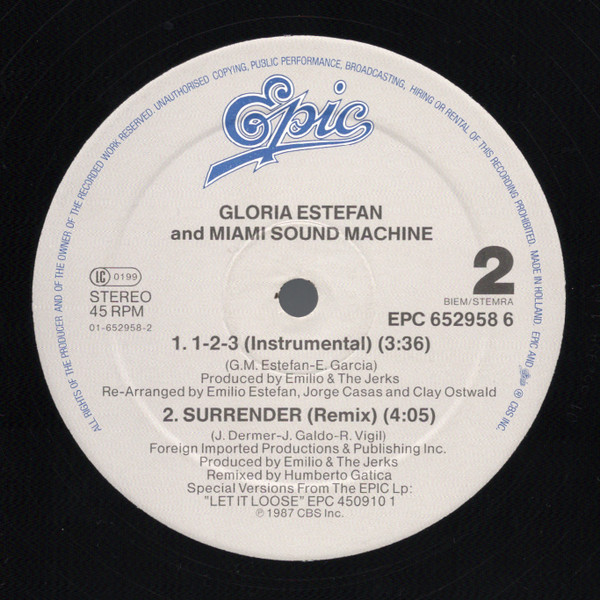 ALL RIGHTS OF THE PRODUCER AND OF THE OWNER OF THE RECORDED WORK RESERVED. UNAUTHORISED COPYING, PUBLIC PERFORMANCE, BROADCASTING, HIRING OR RENTAL OF THIS RECORDING PROHIBITED. MADE IN HOLLAND. EPIC AND ARE ® CBS INC.
Epic
GLORIA ESTEFAN
and MIAMI SOUND MACHINE
2
LC 0199
STEREO
45 RPM
01-652958-2
BIEM/STEMRA
EPC 652958 6
1. 1-2-3 (Instrumental) (3:36)
(G.M. Estefan-E. Garcia)
Produced by Emilio & The Jerks
Re-Arranged by Emilio Estefan, Jorge Casas and Clay Ostwald
2. SURRENDER (Remix) (4:05)
(J. Dermer-J. Galdo-R. Vigil)
Foreign Imported Productions & Publishing Inc.
Produced by Emilio & The Jerks
Remixed by Humberto Gatica
Special Versions From The EPIC Lp:
"LET IT LOOSE" EPC 450910 1
℗ 1987 CBS Inc.